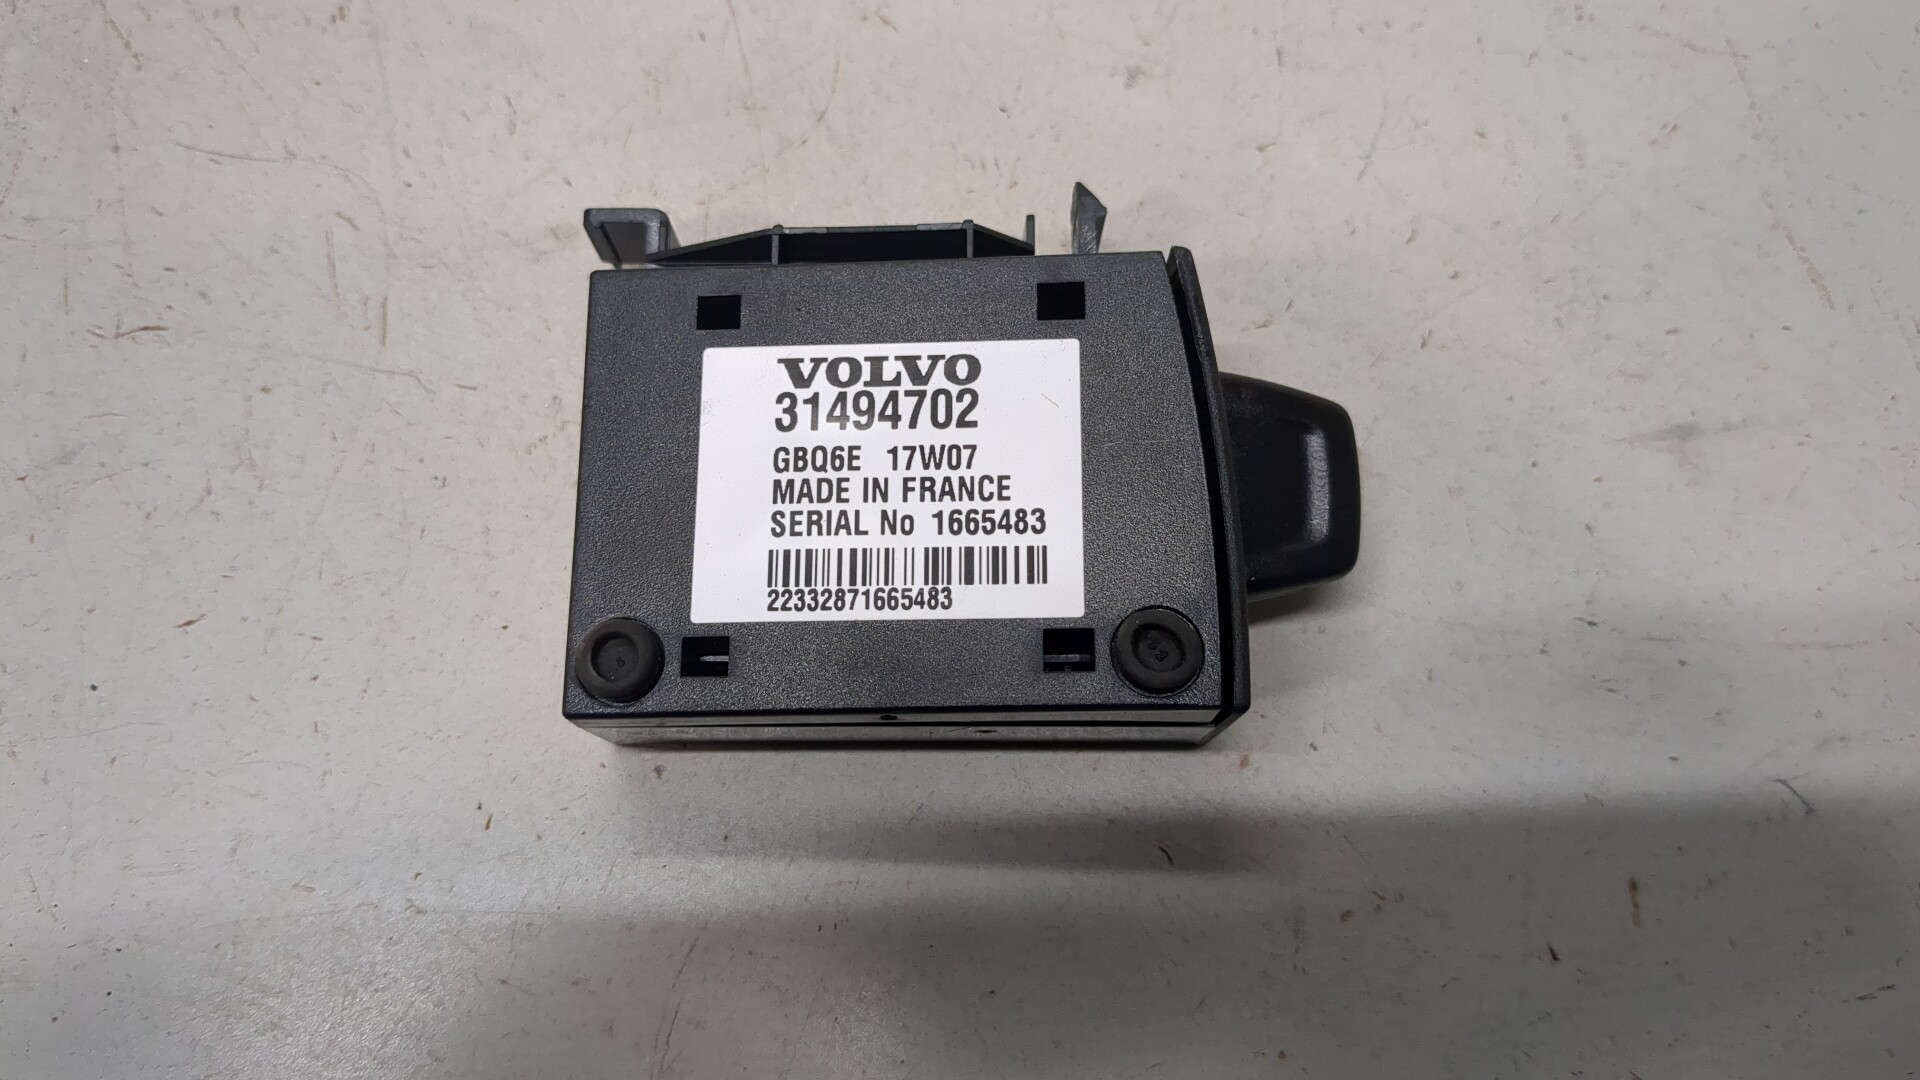 VOLVO
31494702
GBQ6E 17W07
MADE IN FRANCE
SERIAL No 1665483
22332871665483